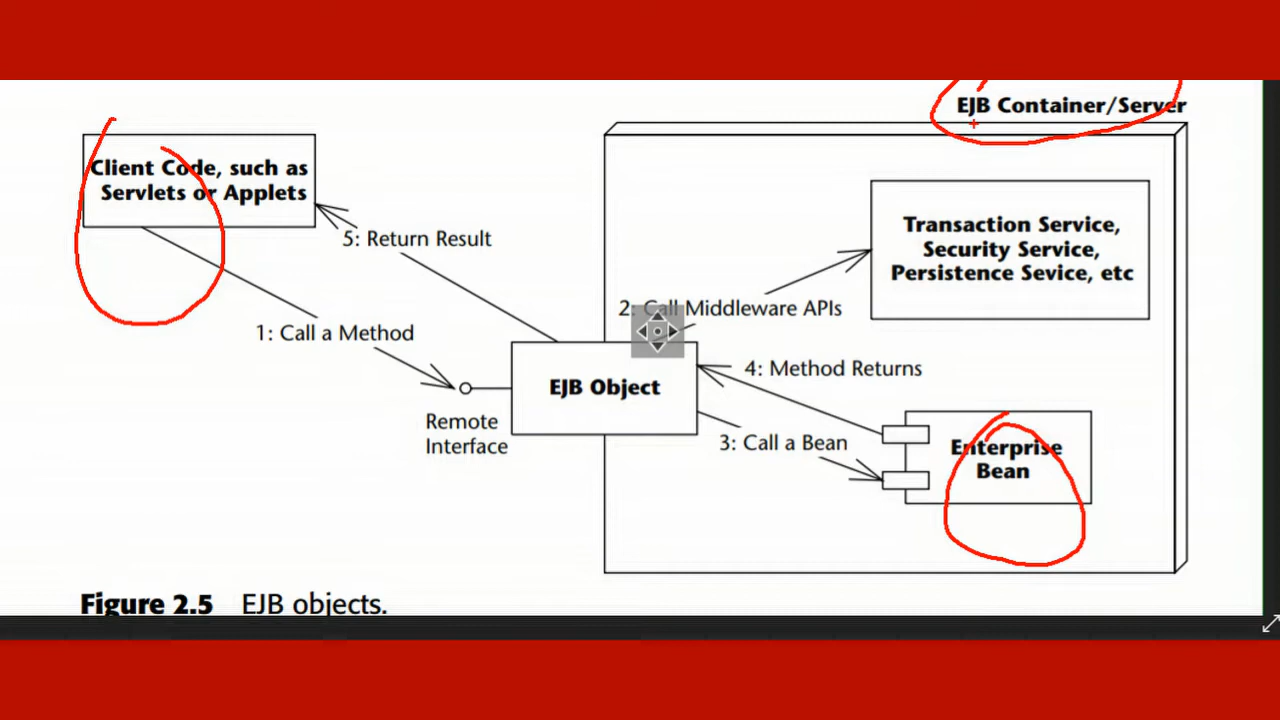 EJB Container/Server
Client Code, such as
Servlets or Applets
Transaction Service,
Security Service,
Persistence Sevice, etc
5: Return Result
2: Call Middleware APIs
1: Call a Method
4: Method Returns
EJB Object
Remote
Interface
3: Call a Bean
Enterprise
Bean
Figure 2.5 EJB objects.